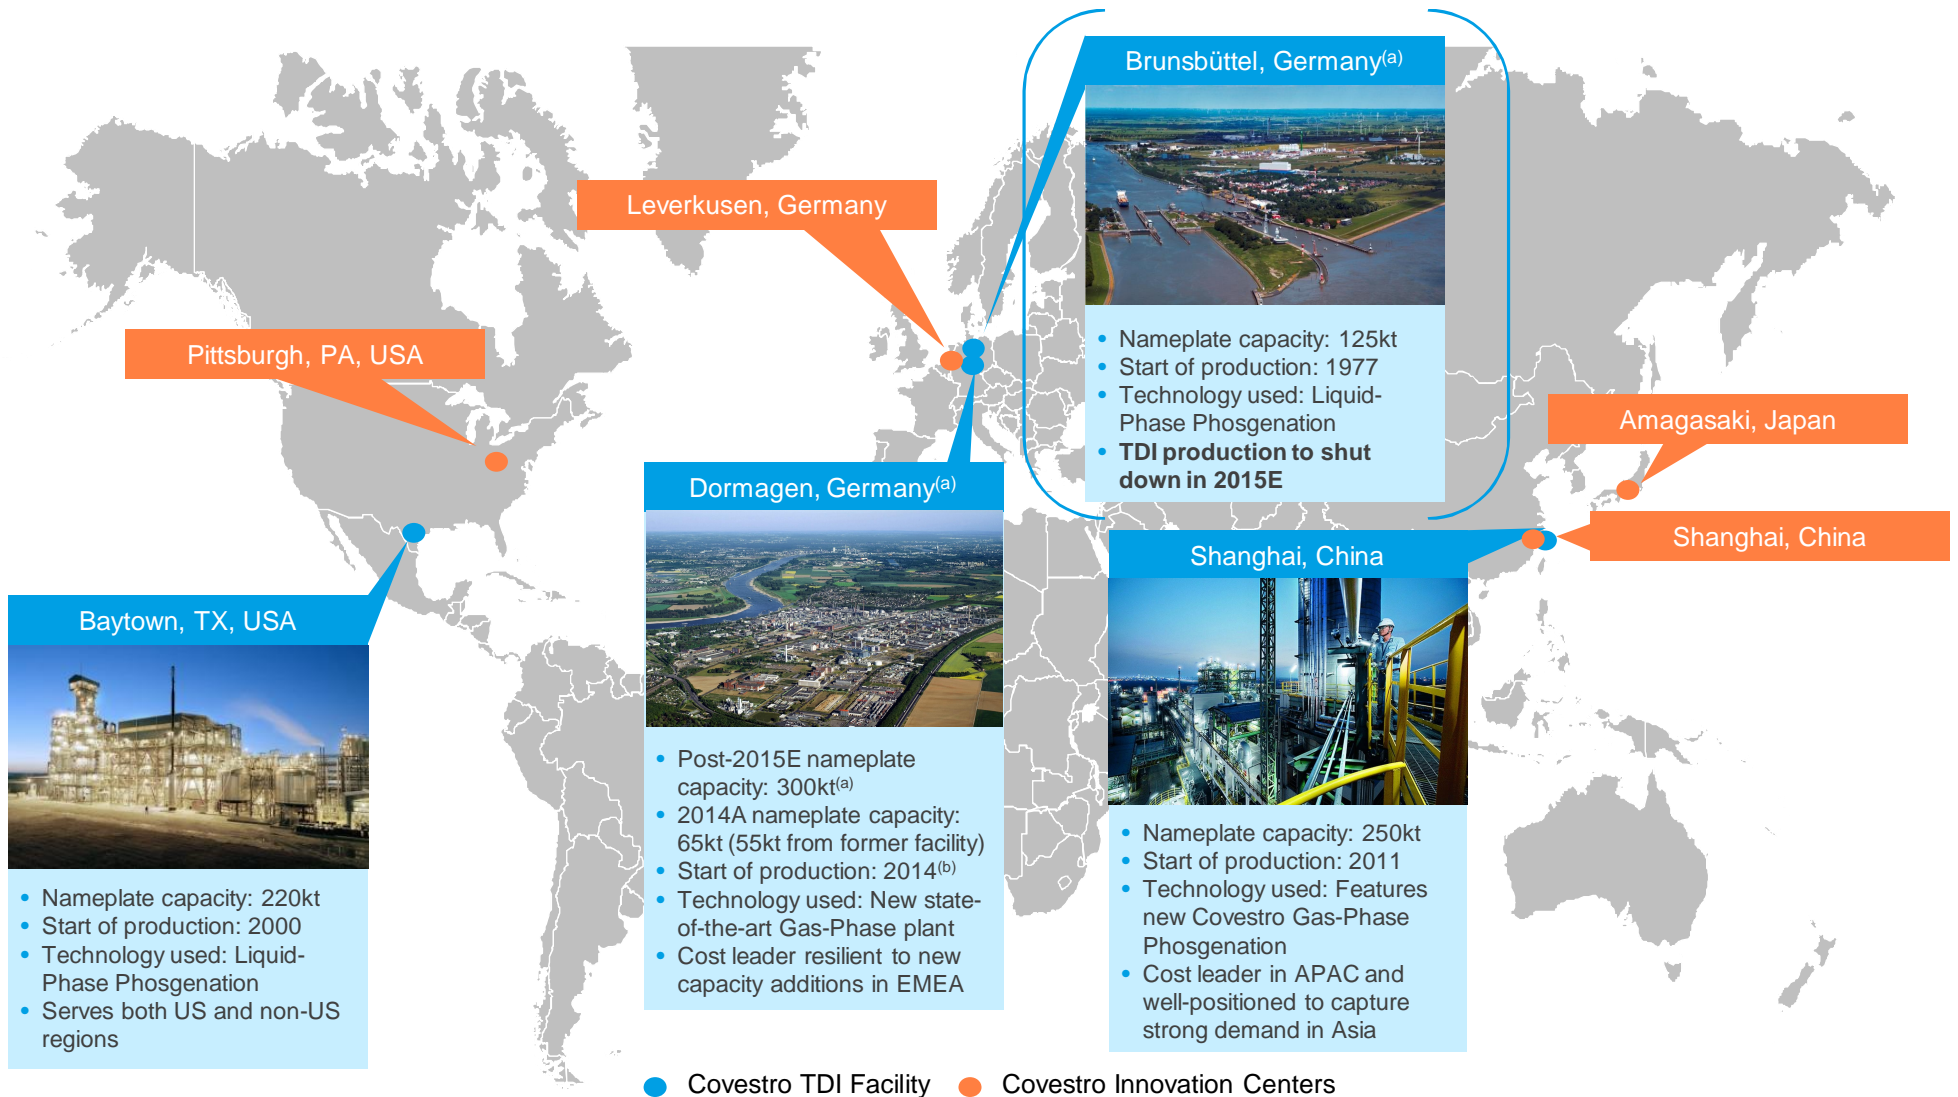 Brunsbüttel, Germany(a)
• Nameplate capacity: 125kt
• Start of production: 1977
• Technology used: Liquid-
Phase Phosgenation
• TDI production to shut
down in 2015E
Leverkusen, Germany
Pittsburgh, PA, USA
Amagasaki, Japan
Shanghai, China
Baytown, TX, USA
• Nameplate capacity: 220kt
• Start of production: 2000
• Technology used: Liquid-
Phase Phosgenation
• Serves both US and non-US
regions
Dormagen, Germany(a)
• Post-2015E nameplate
capacity: 300kt(a)
• 2014A nameplate capacity:
65kt (55kt from former facility)
• Start of production: 2014(b)
• Technology used: New state-
of-the-art Gas-Phase plant
• Cost leader resilient to new
capacity additions in EMEA
Shanghai, China
• Nameplate capacity: 250kt
• Start of production: 2011
• Technology used: Features
new Covestro Gas-Phase
Phosgenation
• Cost leader in APAC and
well-positioned to capture
strong demand in Asia
Covestro TDI Facility
Covestro Innovation Centers